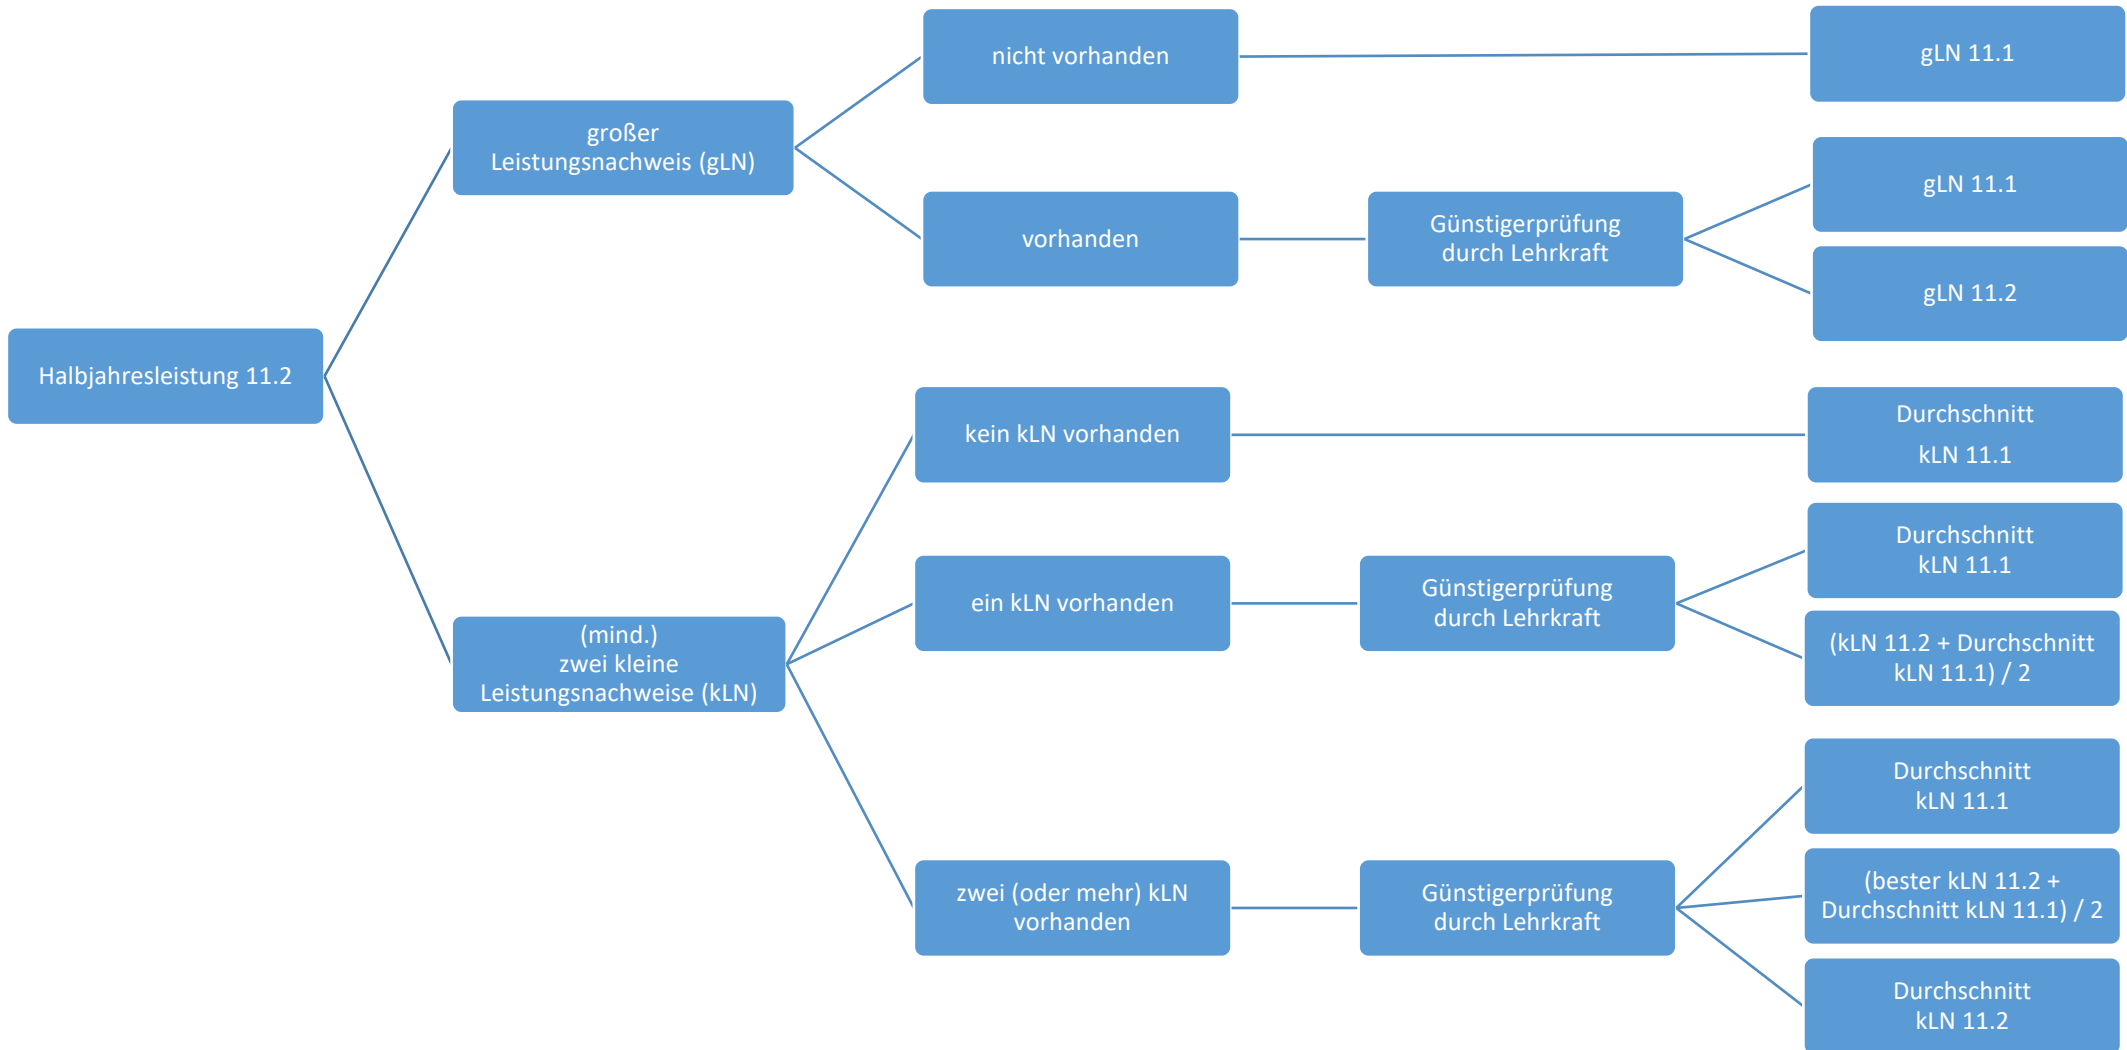 Halbjahresleistung 11.2
großer
Leistungsnachweis (gLN)
nicht vorhanden
gLN 11.1
vorhanden
Günstigerprüfung
durch Lehrkraft
gLN 11.1
gLN 11.2
(mind.)
zwei kleine
Leistungsnachweise (kLN)
kein kLN vorhanden
Durchschnitt
kLN 11.1
ein kLN vorhanden
Günstigerprüfung
durch Lehrkraft
Durchschnitt
kLN 11.1
(kLN 11.2 + Durchschnitt
kLN 11.1) / 2
zwei (oder mehr) kLN
vorhanden
Günstigerprüfung
durch Lehrkraft
Durchschnitt
kLN 11.1
(bester kLN 11.2 +
Durchschnitt kLN 11.1) / 2
Durchschnitt
kLN 11.2